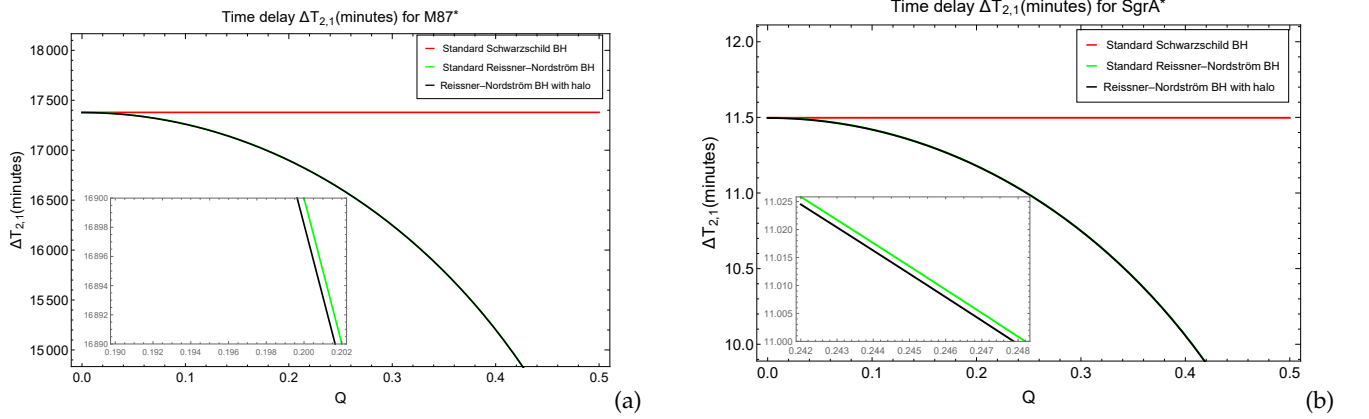 Time delay ΔT2,1(minutes) for M87*
Standard Schwarzschild BH
Standard Reissner–Nordström BH
Reissner–Nordström BH with halo
ΔT2,1(minutes)
18 000
17 500
17 000
16 500
16 000
15 500
15 000
16 900
16 898
16 896
16 894
16 892
16 890
0.190 0.192 0.194 0.196 0.198 0.200 0.202
0.0 0.1 0.2 0.3 0.4 0.5
Q
(a)
Time delay ΔT2,1(minutes) for SgrA*
Standard Schwarzschild BH
Standard Reissner–Nordström BH
Reissner–Nordström BH with halo
ΔT2,1(minutes)
12.0
11.5
11.0
10.5
10.0
11.025
11.020
11.015
11.010
11.005
11.000
0.242 0.243 0.244 0.245 0.246 0.247 0.248
0.0 0.1 0.2 0.3 0.4 0.5
Q
(b)